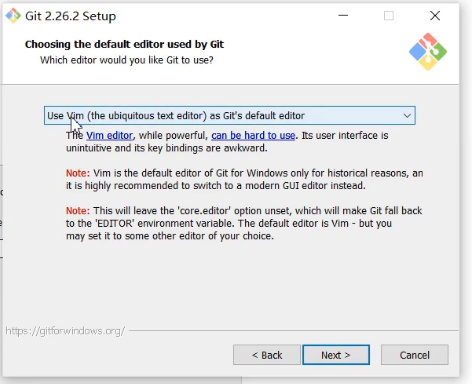 Git 2.26.2 Setup
Choosing the default editor used by Git
Which editor would you like Git to use?
Use Vim (the ubiquitous text editor) as Git's default editor
The Vim editor, while powerful, can be hard to use. Its user interface is
unintuitive and its key bindings are awkward.
Note: Vim is the default editor of Git for Windows only for historical reasons, an
it is highly recommended to switch to a modern GUI editor instead.
Note: This will leave the 'core.editor' option unset, which will make Git fall back
to the 'EDITOR' environment variable. The default editor is Vim - but you
may set it to some other editor of your choice.
https://gitforwindows.org/
< Back
Next >
Cancel